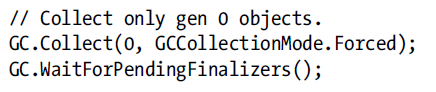 // Collect only gen 0 objects.
GC.Collect(0, GCCollectionMode.Forced);
GC.WaitForPendingFinalizers();